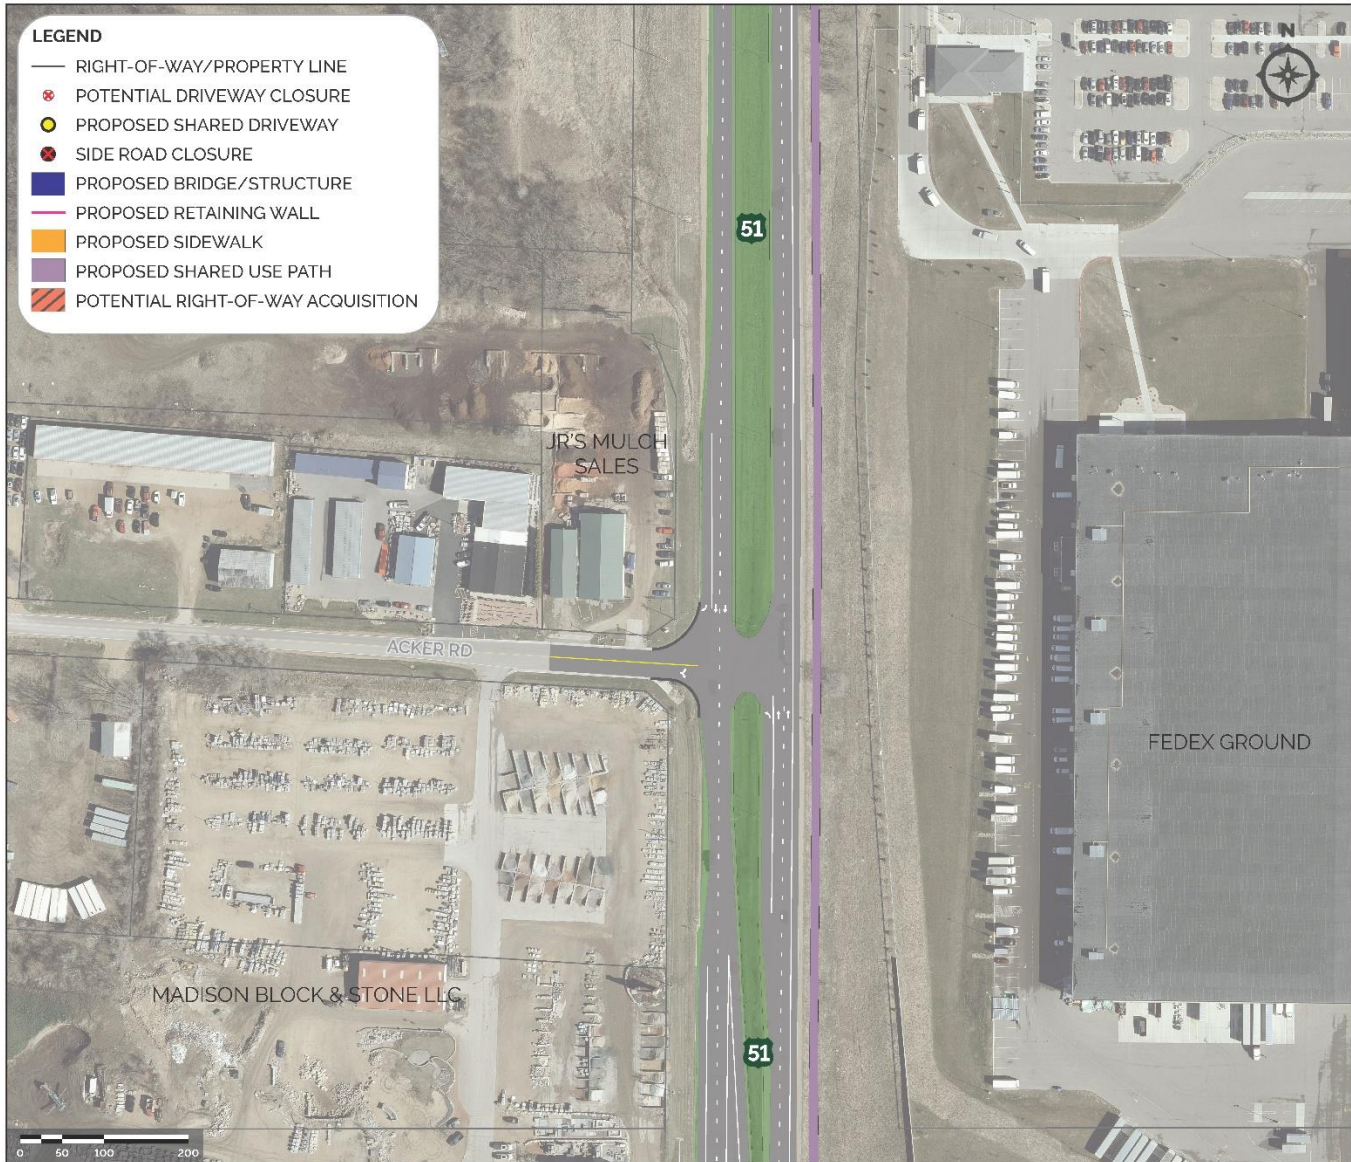 LEGEND
RIGHT-OF-WAY/PROPERTY LINE
POTENTIAL DRIVEWAY CLOSURE
PROPOSED SHARED DRIVEWAY
SIDE ROAD CLOSURE
PROPOSED BRIDGE/STRUCTURE
PROPOSED RETAINING WALL
PROPOSED SIDEWALK
PROPOSED SHARED USE PATH
POTENTIAL RIGHT-OF-WAY ACQUISITION
N
51
JR'S MULCH
SALES
ACKER RD
FEDEX GROUND
MADISON BLOCK & STONE LLC
51
0 50 100 200